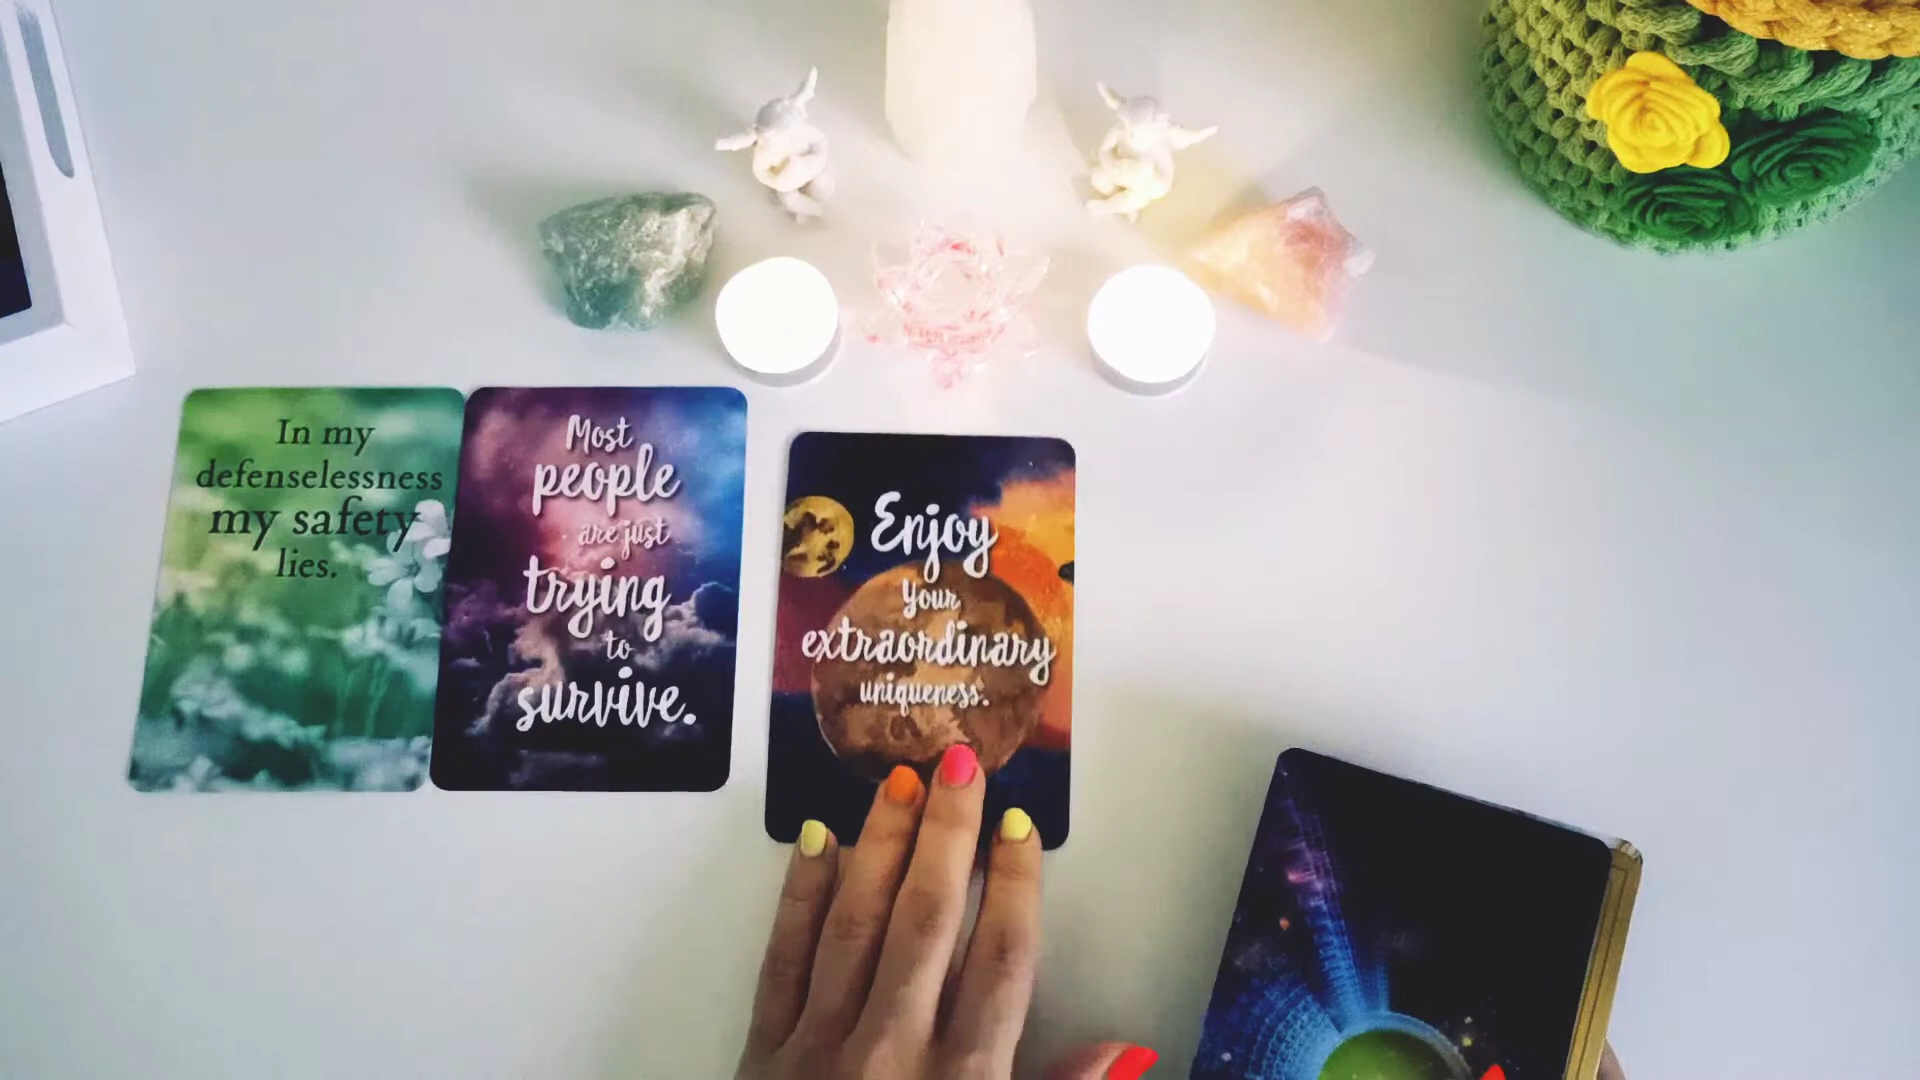 In my
defenselessness
my safety
lies.
Most
people
are just
trying
to
survive.
Enjoy
Your
extraordinary
uniqueness.